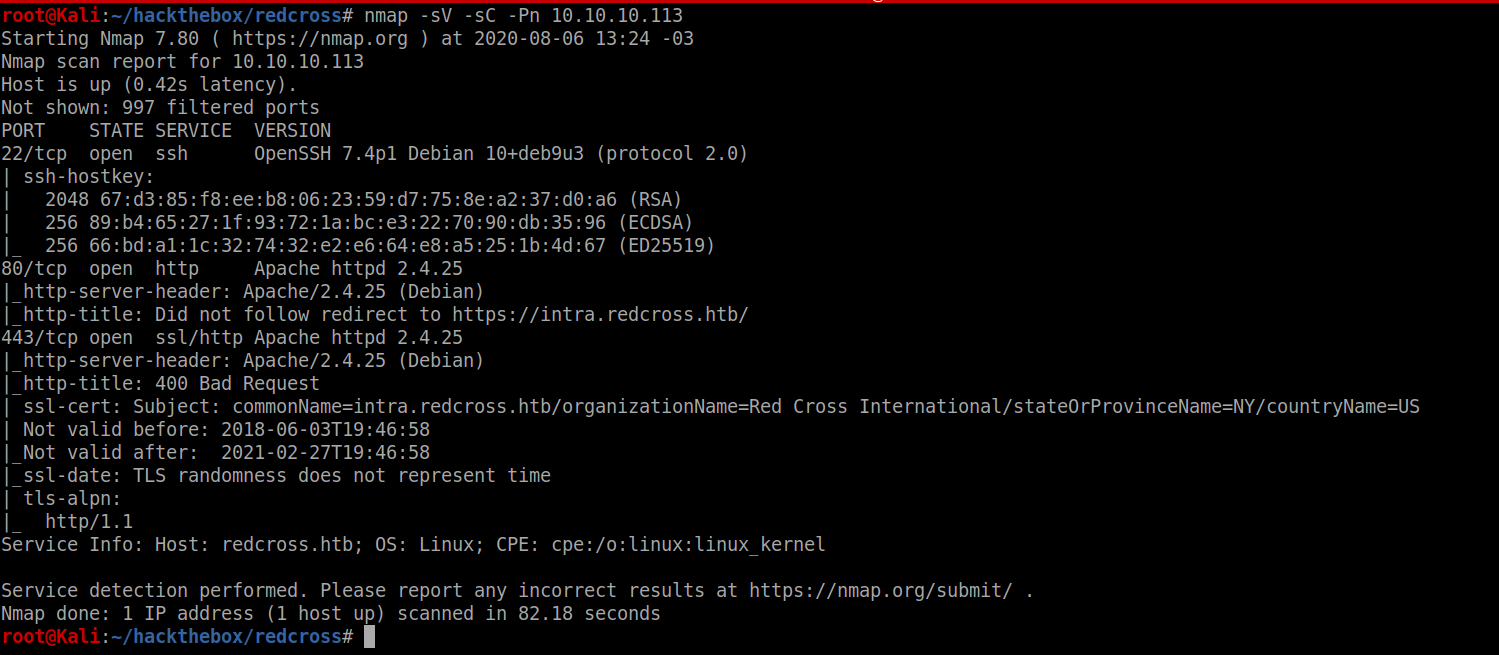 root@Kali:~/hackthebox/redcross# nmap -sV -sC -Pn 10.10.10.113
Starting Nmap 7.80 ( https://nmap.org ) at 2020-08-06 13:24 -03
Nmap scan report for 10.10.10.113
Host is up (0.42s latency).
Not shown: 997 filtered ports
PORT    STATE SERVICE  VERSION
22/tcp  open  ssh      OpenSSH 7.4p1 Debian 10+deb9u3 (protocol 2.0)
| ssh-hostkey:
|   2048 67:d3:85:f8:ee:b8:06:23:59:d7:75:8e:a2:37:d0:a6 (RSA)
|   256 89:b4:65:27:1f:93:72:1a:bc:e3:22:70:90:db:35:96 (ECDSA)
|_  256 66:bd:a1:1c:32:74:32:e2:e6:64:e8:a5:25:1b:4d:67 (ED25519)
80/tcp  open  http     Apache httpd 2.4.25
|_http-server-header: Apache/2.4.25 (Debian)
|_http-title: Did not follow redirect to https://intra.redcross.htb/
443/tcp open  ssl/http Apache httpd 2.4.25
|_http-server-header: Apache/2.4.25 (Debian)
|_http-title: 400 Bad Request
| ssl-cert: Subject: commonName=intra.redcross.htb/organizationName=Red Cross International/stateOrProvinceName=NY/countryName=US
| Not valid before: 2018-06-03T19:46:58
|_Not valid after:  2021-02-27T19:46:58
|_ssl-date: TLS randomness does not represent time
| tls-alpn:
|_  http/1.1
Service Info: Host: redcross.htb; OS: Linux; CPE: cpe:/o:linux:linux_kernel

Service detection performed. Please report any incorrect results at https://nmap.org/submit/ .
Nmap done: 1 IP address (1 host up) scanned in 82.18 seconds
root@Kali:~/hackthebox/redcross#